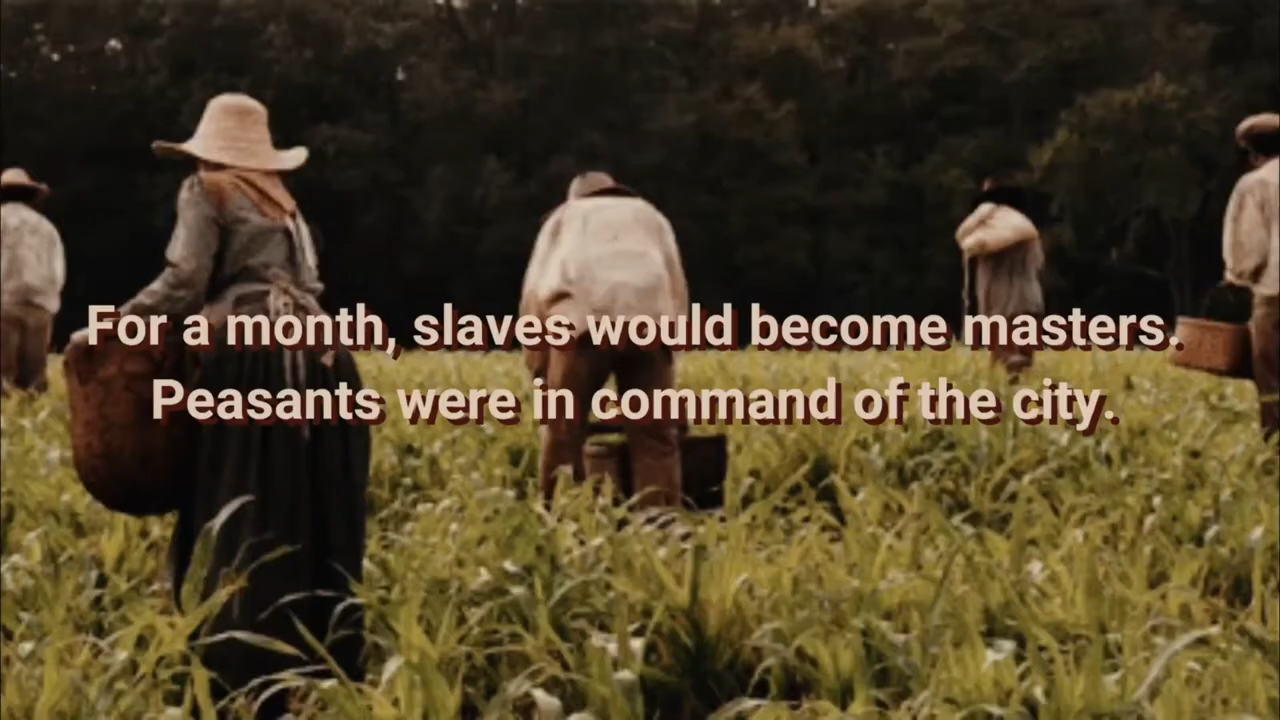 For a month, slaves would become masters.
Peasants were in command of the city.